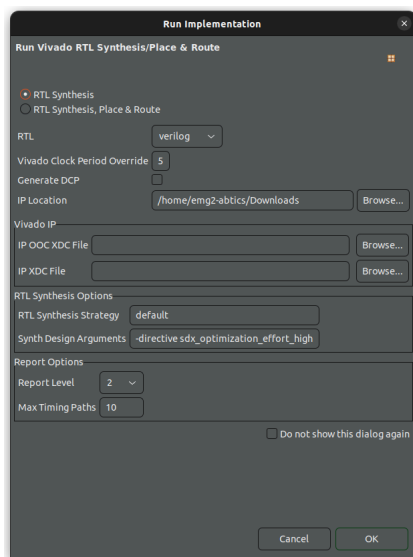 Run Implementation
Run Vivado RTL Synthesis/Place & Route
RTL Synthesis
RTL Synthesis, Place & Route
RTL verilog
Vivado Clock Period Override 5
Generate DCP
IP Location /home/emg2-abtics/Downloads Browse...
Vivado IP
IP OOC XDC File Browse...
IP XDC File Browse...
RTL Synthesis Options
RTL Synthesis Strategy default
Synth Design Arguments -directive sdx_optimization_effort_high
Report Options
Report Level 2
Max Timing Paths 10
Do not show this dialog again
Cancel OK